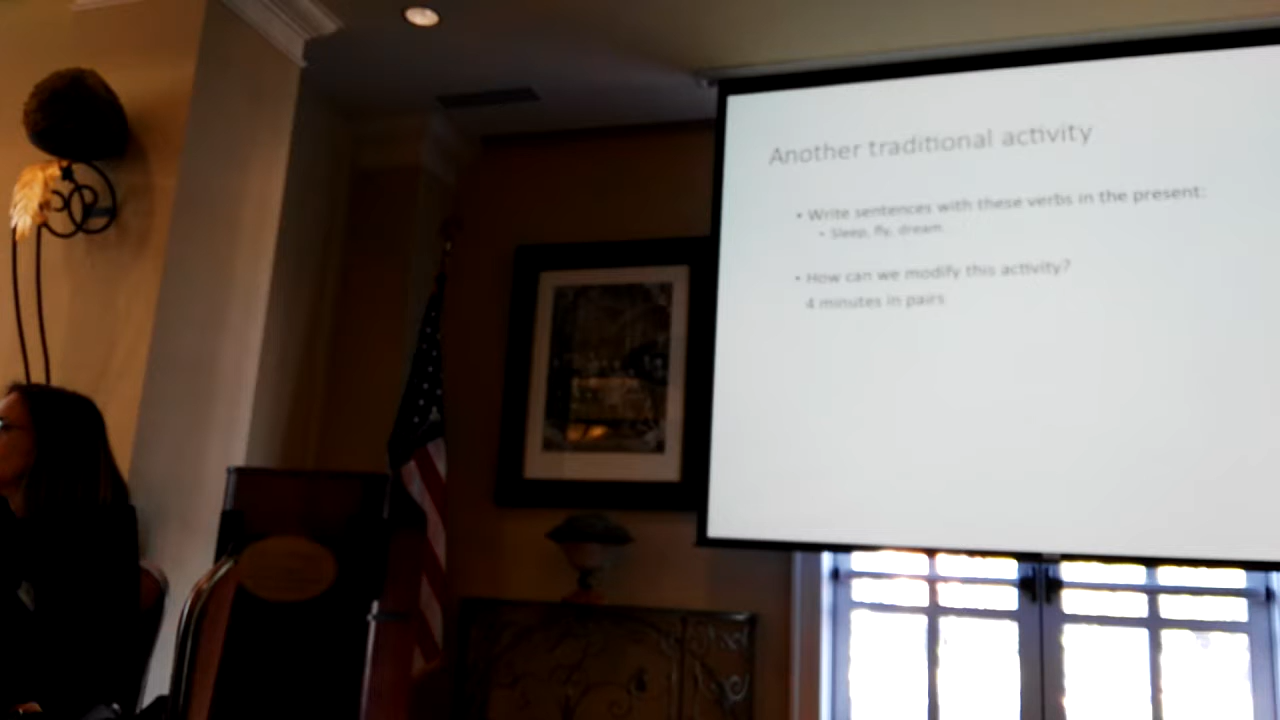 Another traditional activity
• Write sentences with these verbs in the present:
• Sleep, fly, dream
• How can we modify this activity?
4 minutes in pairs